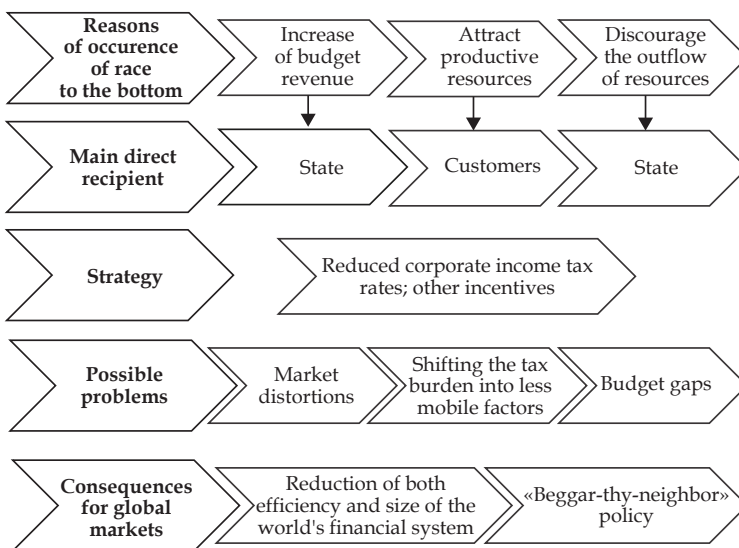 Reasons
of occurence
of race
to the bottom
Increase
of budget
revenue
Attract
productive
resources
Discourage
the outflow
of resources
Main direct
recipient
State
Customers
State
Strategy
Reduced corporate income tax
rates; other incentives
Possible
problems
Market
distortions
Shifting the tax
burden into less
mobile factors
Budget gaps
Consequences
for global
markets
Reduction of both
efficiency and size of the
world's financial system
«Beggar-thy-neighbor»
policy